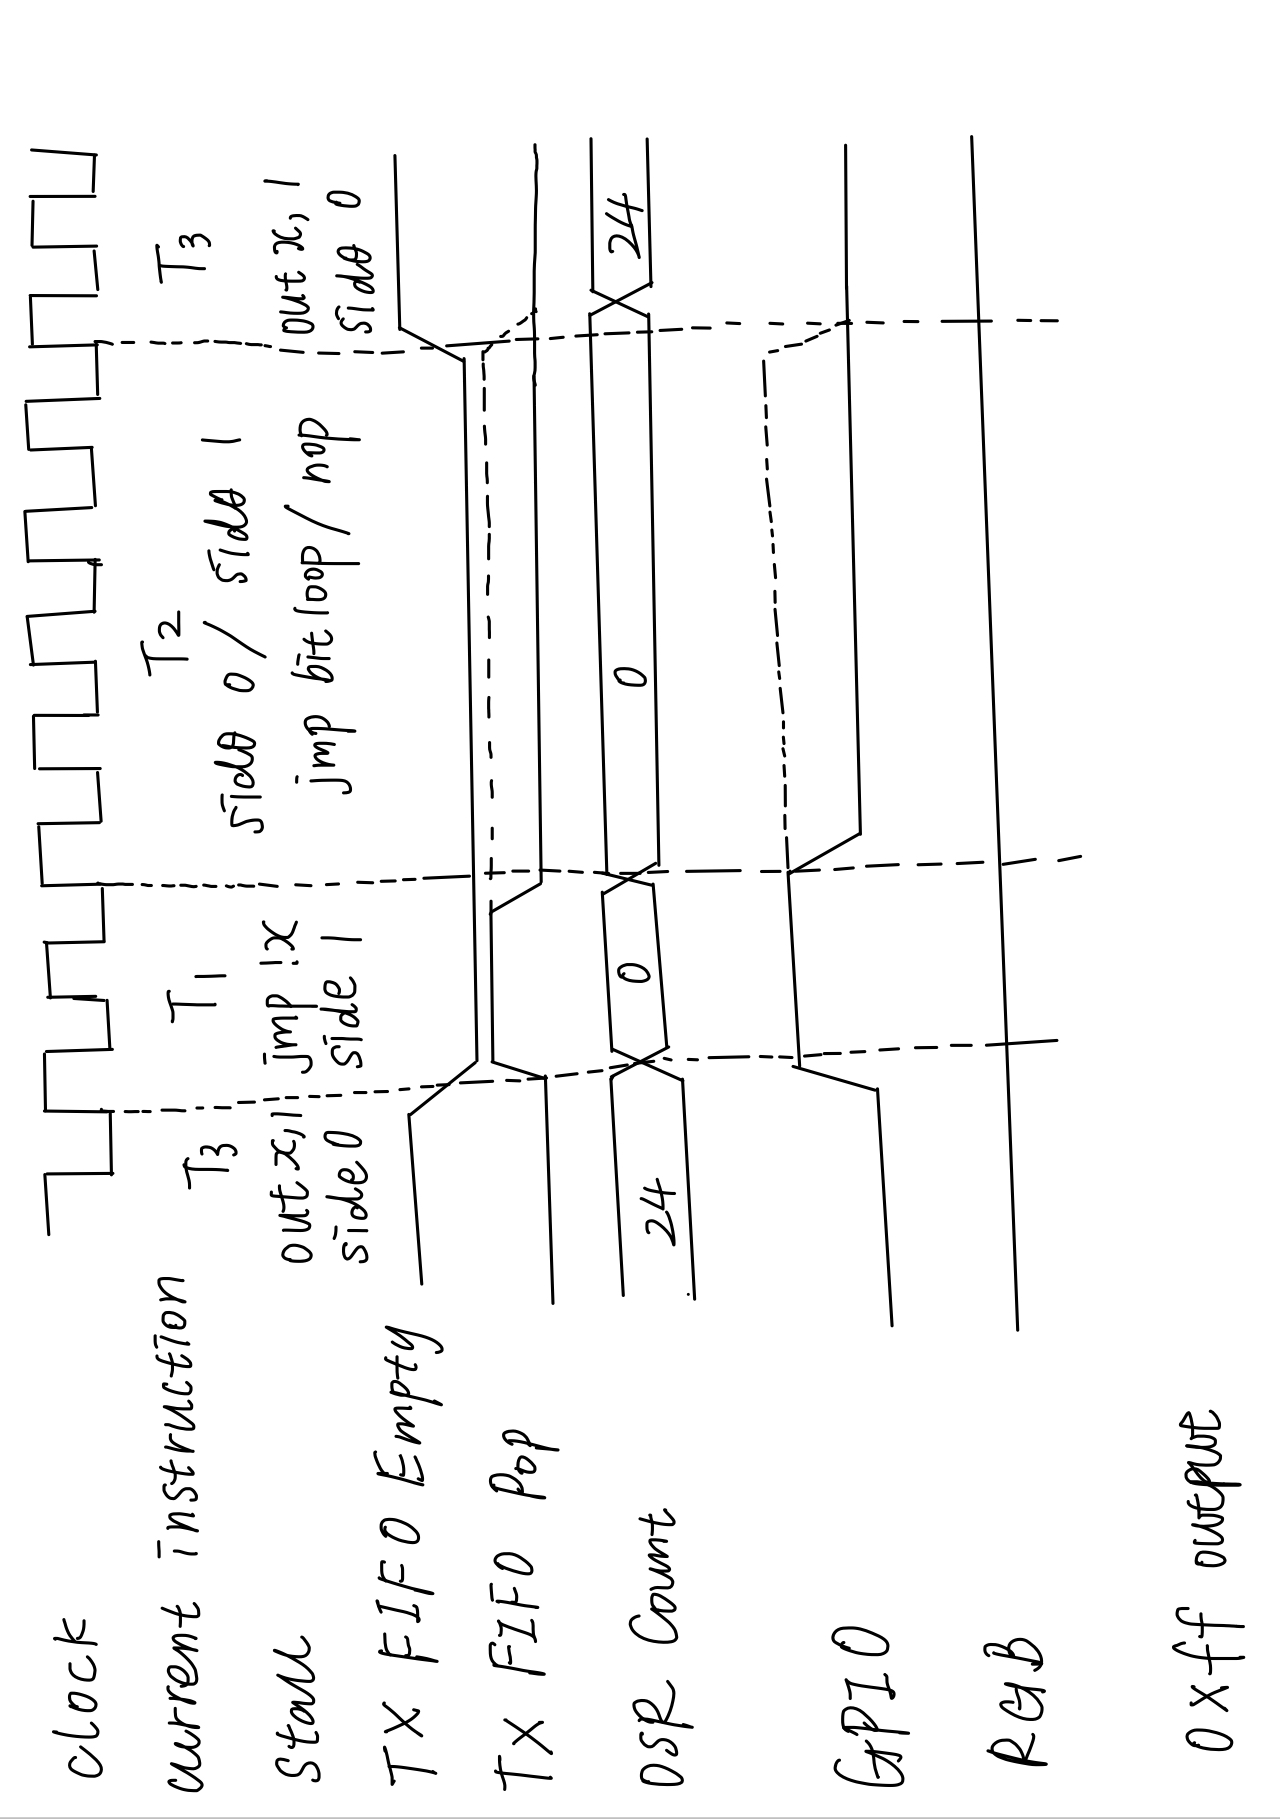 clock
current instruction
T3
T1
T2
side 0 / side 1
T3
Stall
out x, 1
side 0
jmp !x
side 1
jmp bitloop / nop
out x, 1
side 0
TX FIFO Empty
TX FIFO Pop
OSR Count
24
0
0
24
GPIO
RGB
0xff output